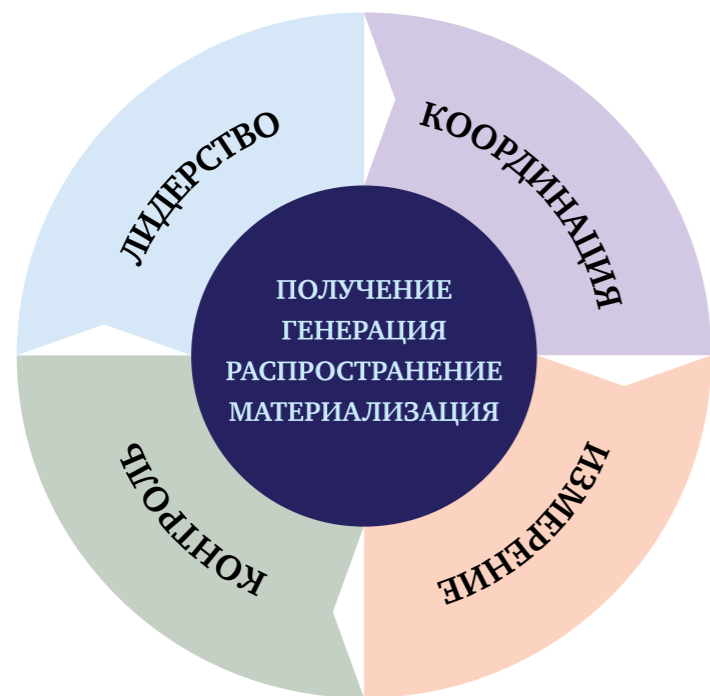 ЛИДЕРСТВО
КООРДИНАЦИЯ
ПОЛУЧЕНИЕ
ГЕНЕРАЦИЯ
РАСПРОСТРАНЕНИЕ
МАТЕРИАЛИЗАЦИЯ
КОНТРОЛЬ
ИЗМЕРЕНИЕ